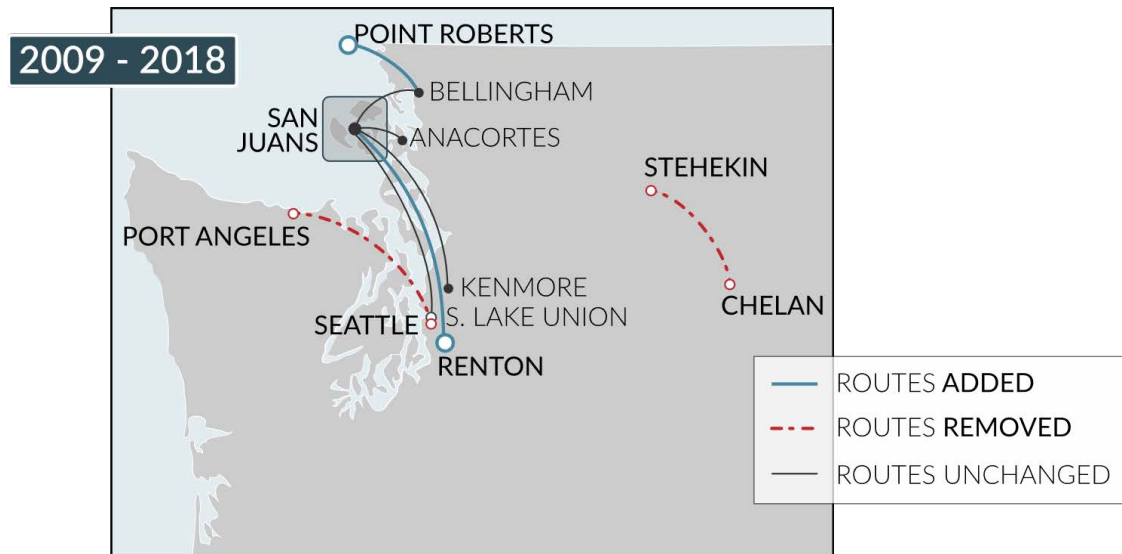 POINT ROBERTS
2009 - 2018
BELLINGHAM
SAN
JUANS
ANACORTES
STEHEKIN
PORT ANGELES
KENMORE
CHELAN
SEATTLE
S. LAKE UNION
RENTON
ROUTES ADDED
ROUTES REMOVED
ROUTES UNCHANGED